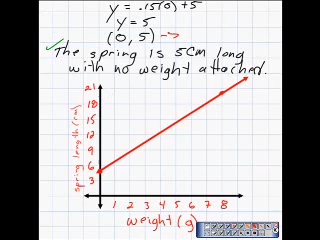 y = .15(0) + 5
y = 5
(0, 5) →
✓ The spring is 5cm long
with no weight attached.
21
18
15
12
9
6
3
spring length (cm)
1 2 3 4 5 6 7 8
weight (g)